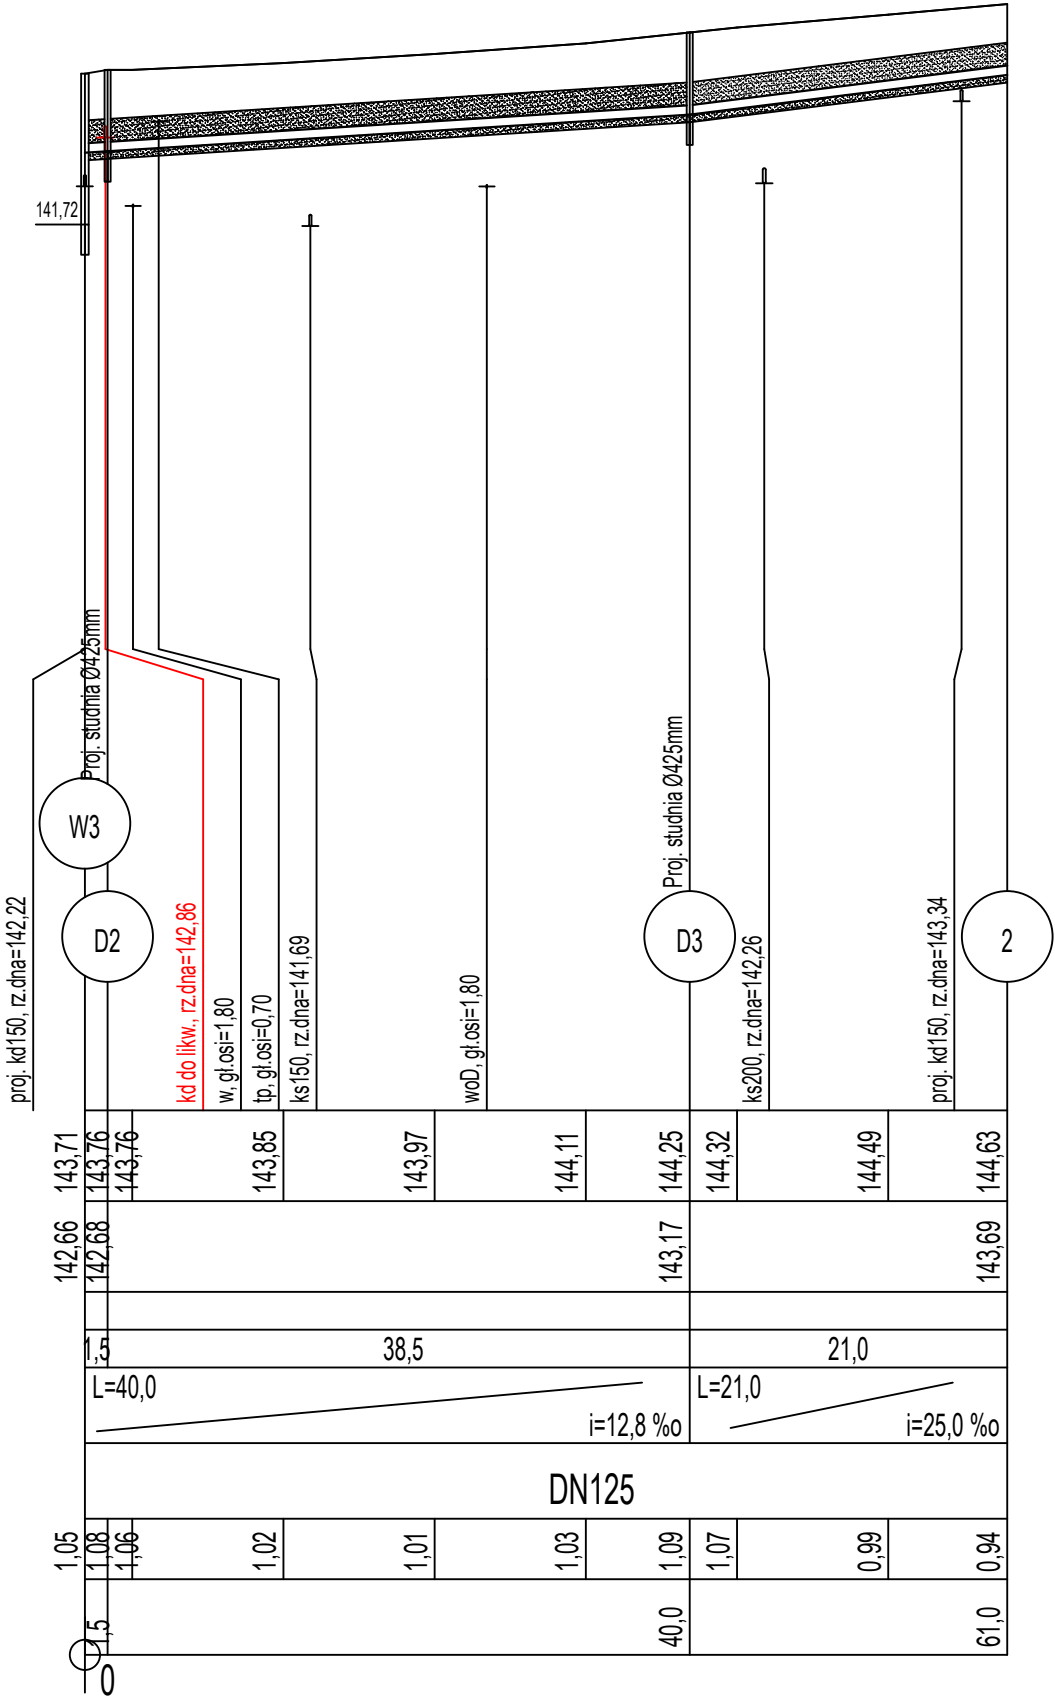 141,72
proj. kd150, rz.dna=142,22
Proj. studnia Ø425mm
W3
D2
kd do likw., rz.dna=142,86
w, gł.osi=1,80
tp, gł.osi=0,70
ks150, rz.dna=141,69
woD, gł.osi=1,80
Proj. studnia Ø425mm
D3
ks200, rz.dna=142,26
proj. kd150, rz.dna=143,34
2
143,71 143,76 143,76 143,85 143,97 144,11 144,25 144,32 144,49 144,63
142,66 142,68 143,17 143,69
1,5 38,5 21,0
L=40,0 L=21,0
i=12,8 %o i=25,0 %o
DN125
1,05 1,08 1,06 1,02 1,01 1,03 1,09 1,07 0,99 0,94
1,5 40,0 61,0
0